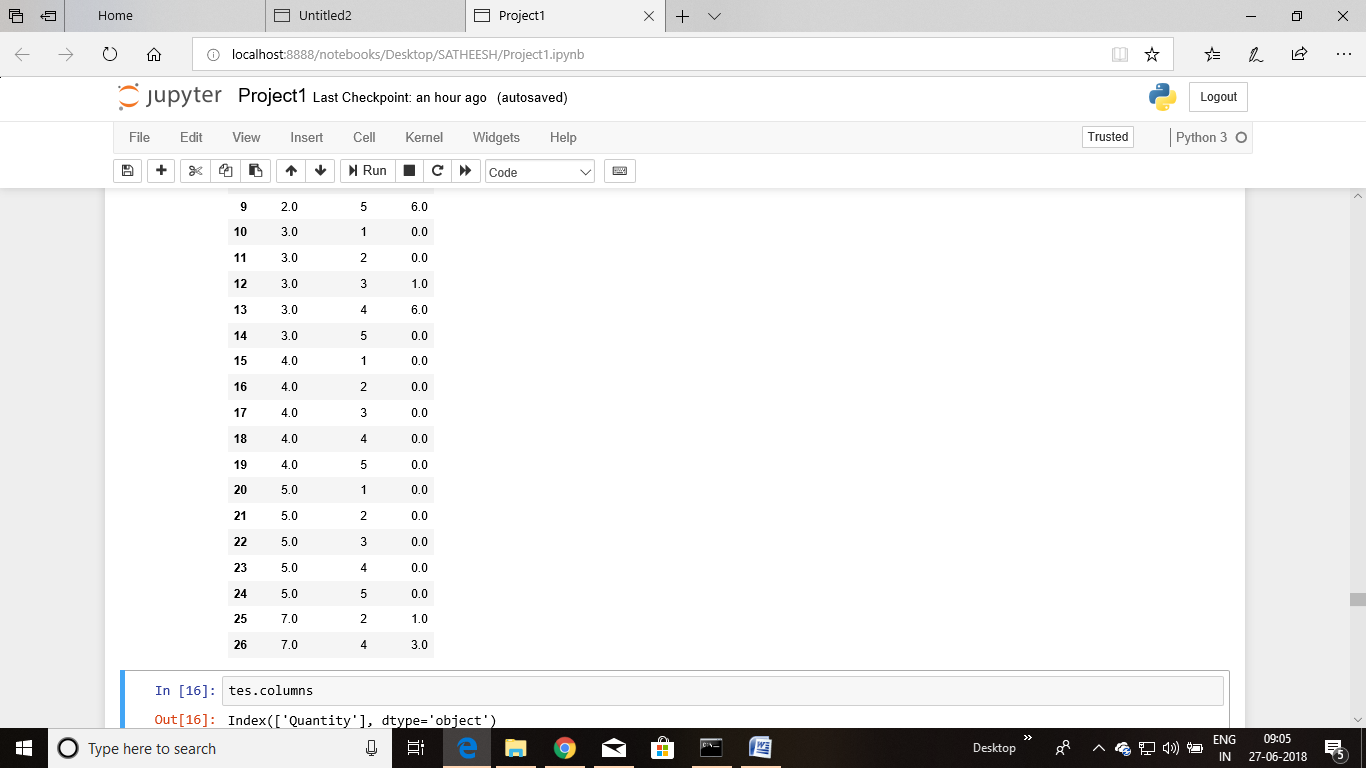 Home Untitled2 Project1
localhost:8888/notebooks/Desktop/SATHEESH/Project1.ipynb
jupyter Project1 Last Checkpoint: an hour ago (autosaved) Logout
File Edit View Insert Cell Kernel Widgets Help Trusted Python 3
Run Code
9 2.0 5 6.0
10 3.0 1 0.0
11 3.0 2 0.0
12 3.0 3 1.0
13 3.0 4 6.0
14 3.0 5 0.0
15 4.0 1 0.0
16 4.0 2 0.0
17 4.0 3 0.0
18 4.0 4 0.0
19 4.0 5 0.0
20 5.0 1 0.0
21 5.0 2 0.0
22 5.0 3 0.0
23 5.0 4 0.0
24 5.0 5 0.0
25 7.0 2 1.0
26 7.0 4 3.0
In [16]: tes.columns
Out[16]: Index(['Quantity'], dtype='object')
Type here to search Desktop ENG 09:05
IN 27-06-2018 5